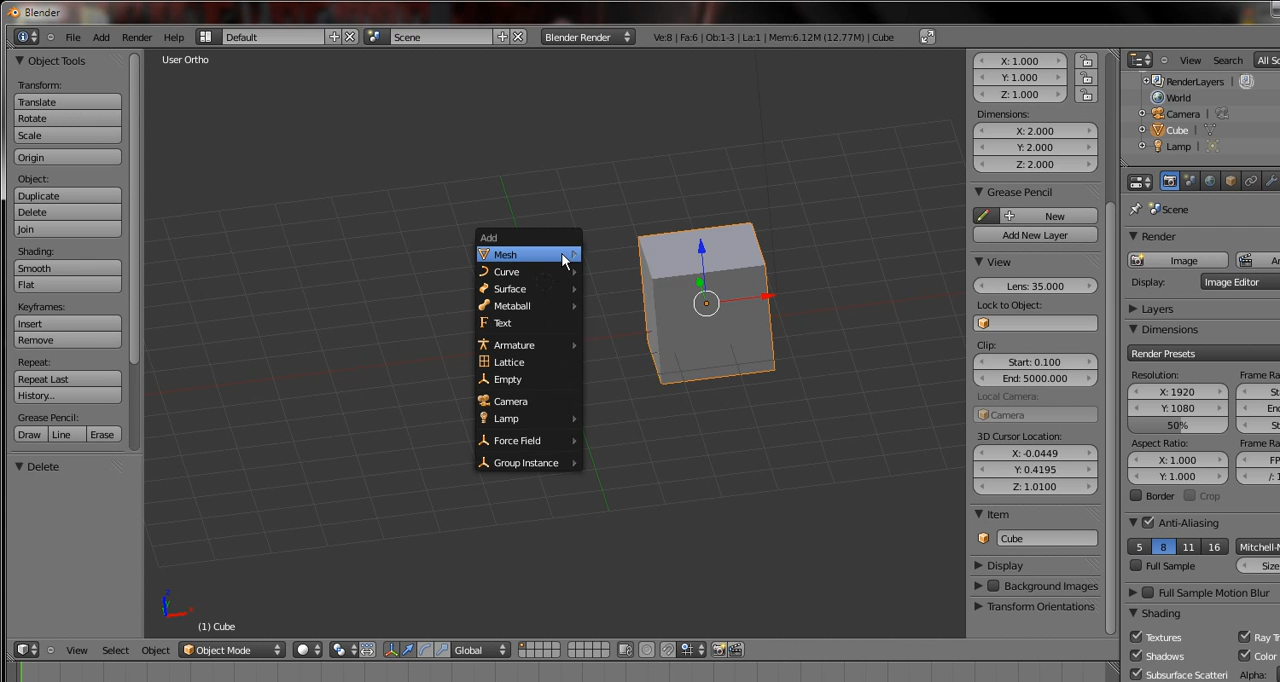 Blender
File Add Render Help Default Scene Blender Render Ve:8 | Fa:6 | Ob:1-3 | La:1 | Mem:6.12M (12.77M) | Cube
Object Tools
Transform:
Translate
Rotate
Scale
Origin
Object:
Duplicate
Delete
Join
Shading:
Smooth
Flat
Keyframes:
Insert
Remove
Repeat:
Repeat Last
History...
Grease Pencil:
Draw Line Erase
Delete
User Ortho
Add
Mesh
Curve
Surface
Metaball
Text
Armature
Lattice
Empty
Camera
Lamp
Force Field
Group Instance
(1) Cube
View Select Object Object Mode Global
X: 1.000
Y: 1.000
Z: 1.000
Dimensions:
X: 2.000
Y: 2.000
Z: 2.000
Grease Pencil
New
Add New Layer
View
Lens: 35.000
Lock to Object:
Clip:
Start: 0.100
End: 5000.000
Local Camera:
Camera
3D Cursor Location:
X: -0.0449
Y: 0.4195
Z: 1.0100
Item
Cube
Display
Background Images
Transform Orientations
View Search All Sc
RenderLayers
World
Camera
Cube
Lamp
Scene
Render
Image
Display: Image Editor
Layers
Dimensions
Render Presets
Resolution: Frame Ra
X: 1920
Y: 1080
50%
Aspect Ratio: Frame Ra
X: 1.000
Y: 1.000
Border Crop
Anti-Aliasing
5 8 11 16 Mitchell-N
Full Sample Size
Full Sample Motion Blur
Shading
Textures Ray T
Shadows Color
Subsurface Scatteri Alpha: